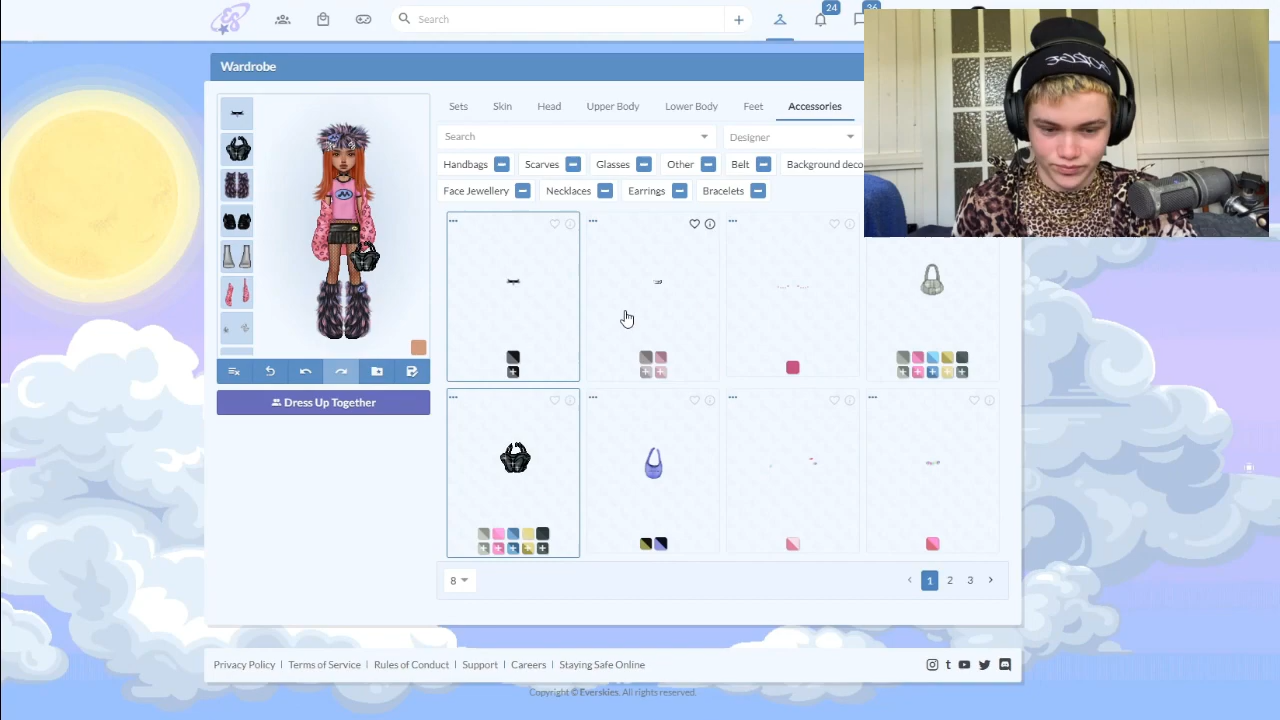 Search
24
36
Wardrobe
Sets Skin Head Upper Body Lower Body Feet Accessories
Search Designer
Handbags Scarves Glasses Other Belt Background deco
Face Jewellery Necklaces Earrings Bracelets
Dress Up Together
8 1 2 3
Privacy Policy | Terms of Service | Rules of Conduct | Support | Careers | Staying Safe Online
Copyright © Everskies. All rights reserved.